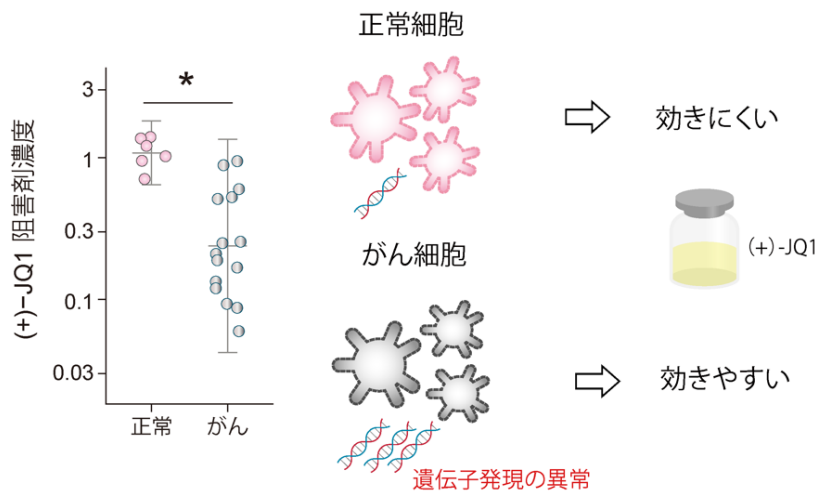 (+)-JQ1 阻害剤濃度
3
1
0.3
0.1
0.03
*
正常
がん
正常細胞
効きにくい
(+)-JQ1
がん細胞
効きやすい
遺伝子発現の異常